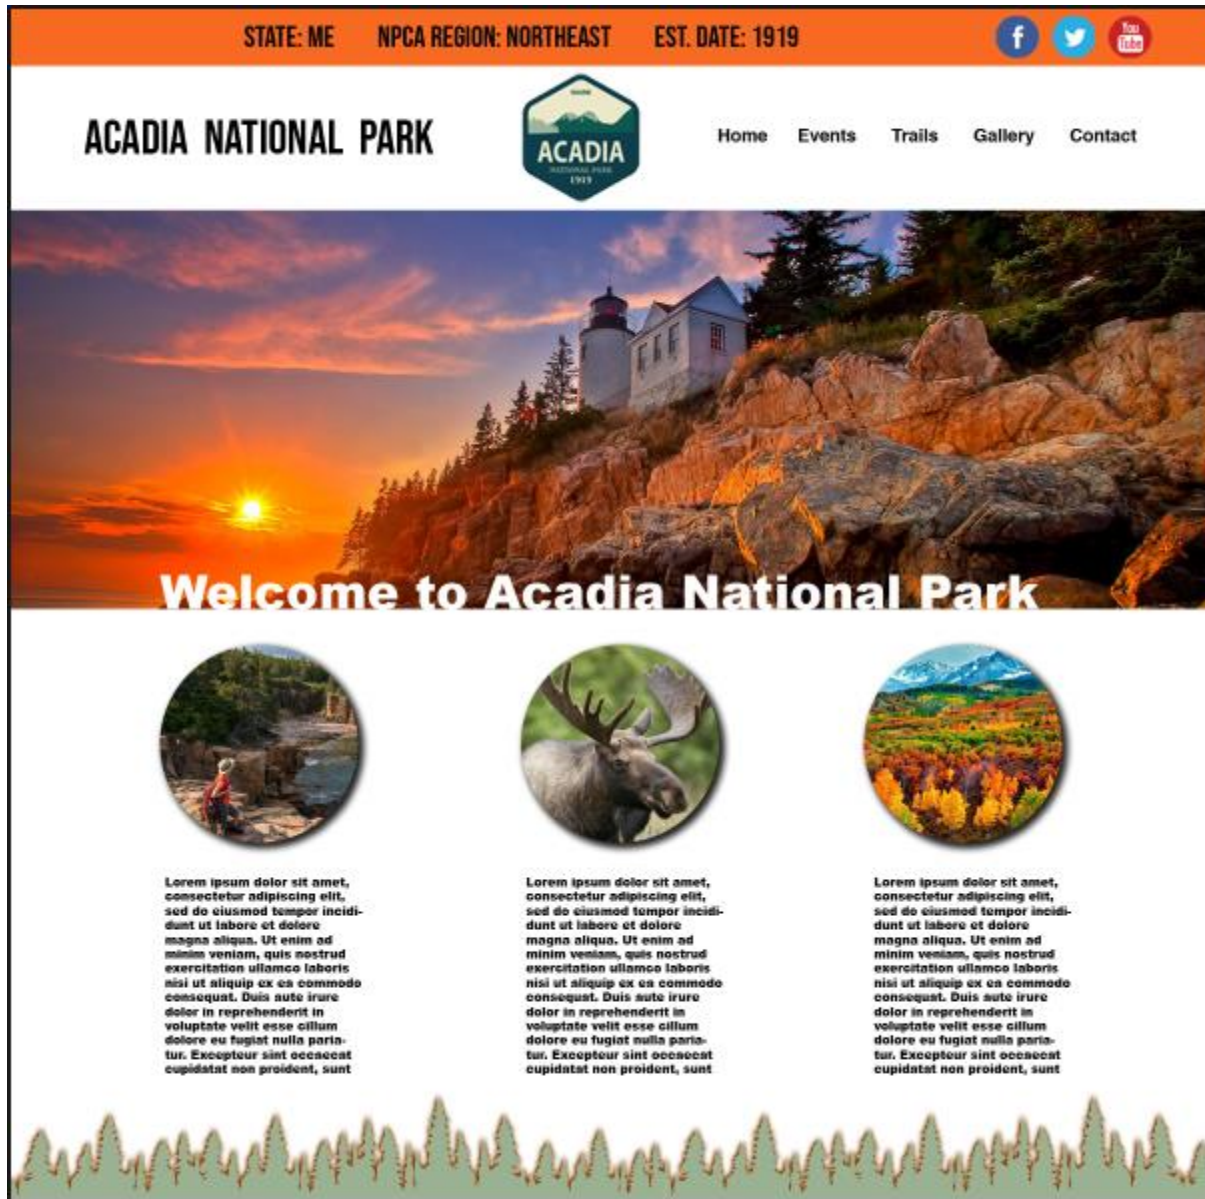 STATE: ME NPCA REGION: NORTHEAST EST. DATE: 1919
f You Tube
ACADIA NATIONAL PARK
ACADIA
NATIONAL PARK
1919
Home Events Trails Gallery Contact
Welcome to Acadia National Park
Lorem ipsum dolor sit amet,
consectetur adipiscing elit,
sed do eiusmod tempor incidi-
dunt ut labore et dolore
magna aliqua. Ut enim ad
minim veniam, quis nostrud
exercitation ullamco laboris
nisi ut aliquip ex ea commodo
consequat. Duis aute irure
dolor in reprehenderit in
voluptate velit esse cillum
dolore eu fugiat nulla paria-
tur. Excepteur sint occaecat
cupidatat non proident, sunt
Lorem ipsum dolor sit amet,
consectetur adipiscing elit,
sed do eiusmod tempor incidi-
dunt ut labore et dolore
magna aliqua. Ut enim ad
minim veniam, quis nostrud
exercitation ullamco laboris
nisi ut aliquip ex ea commodo
consequat. Duis aute irure
dolor in reprehenderit in
voluptate velit esse cillum
dolore eu fugiat nulla paria-
tur. Excepteur sint occaecat
cupidatat non proident, sunt
Lorem ipsum dolor sit amet,
consectetur adipiscing elit,
sed do eiusmod tempor incidi-
dunt ut labore et dolore
magna aliqua. Ut enim ad
minim veniam, quis nostrud
exercitation ullamco laboris
nisi ut aliquip ex ea commodo
consequat. Duis aute irure
dolor in reprehenderit in
voluptate velit esse cillum
dolore eu fugiat nulla paria-
tur. Excepteur sint occaecat
cupidatat non proident, sunt